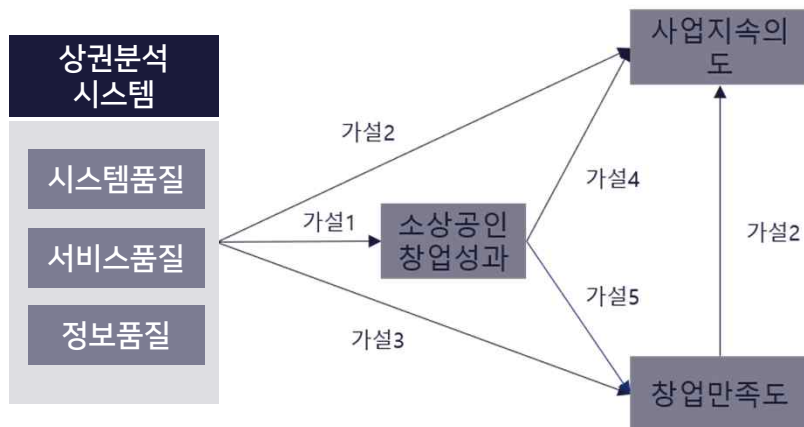 상권분석
시스템
시스템품질
서비스품질
정보품질
가설2
가설1
가설3
소상공인
창업성과
가설4
가설5
사업지속의
도
가설2
창업만족도